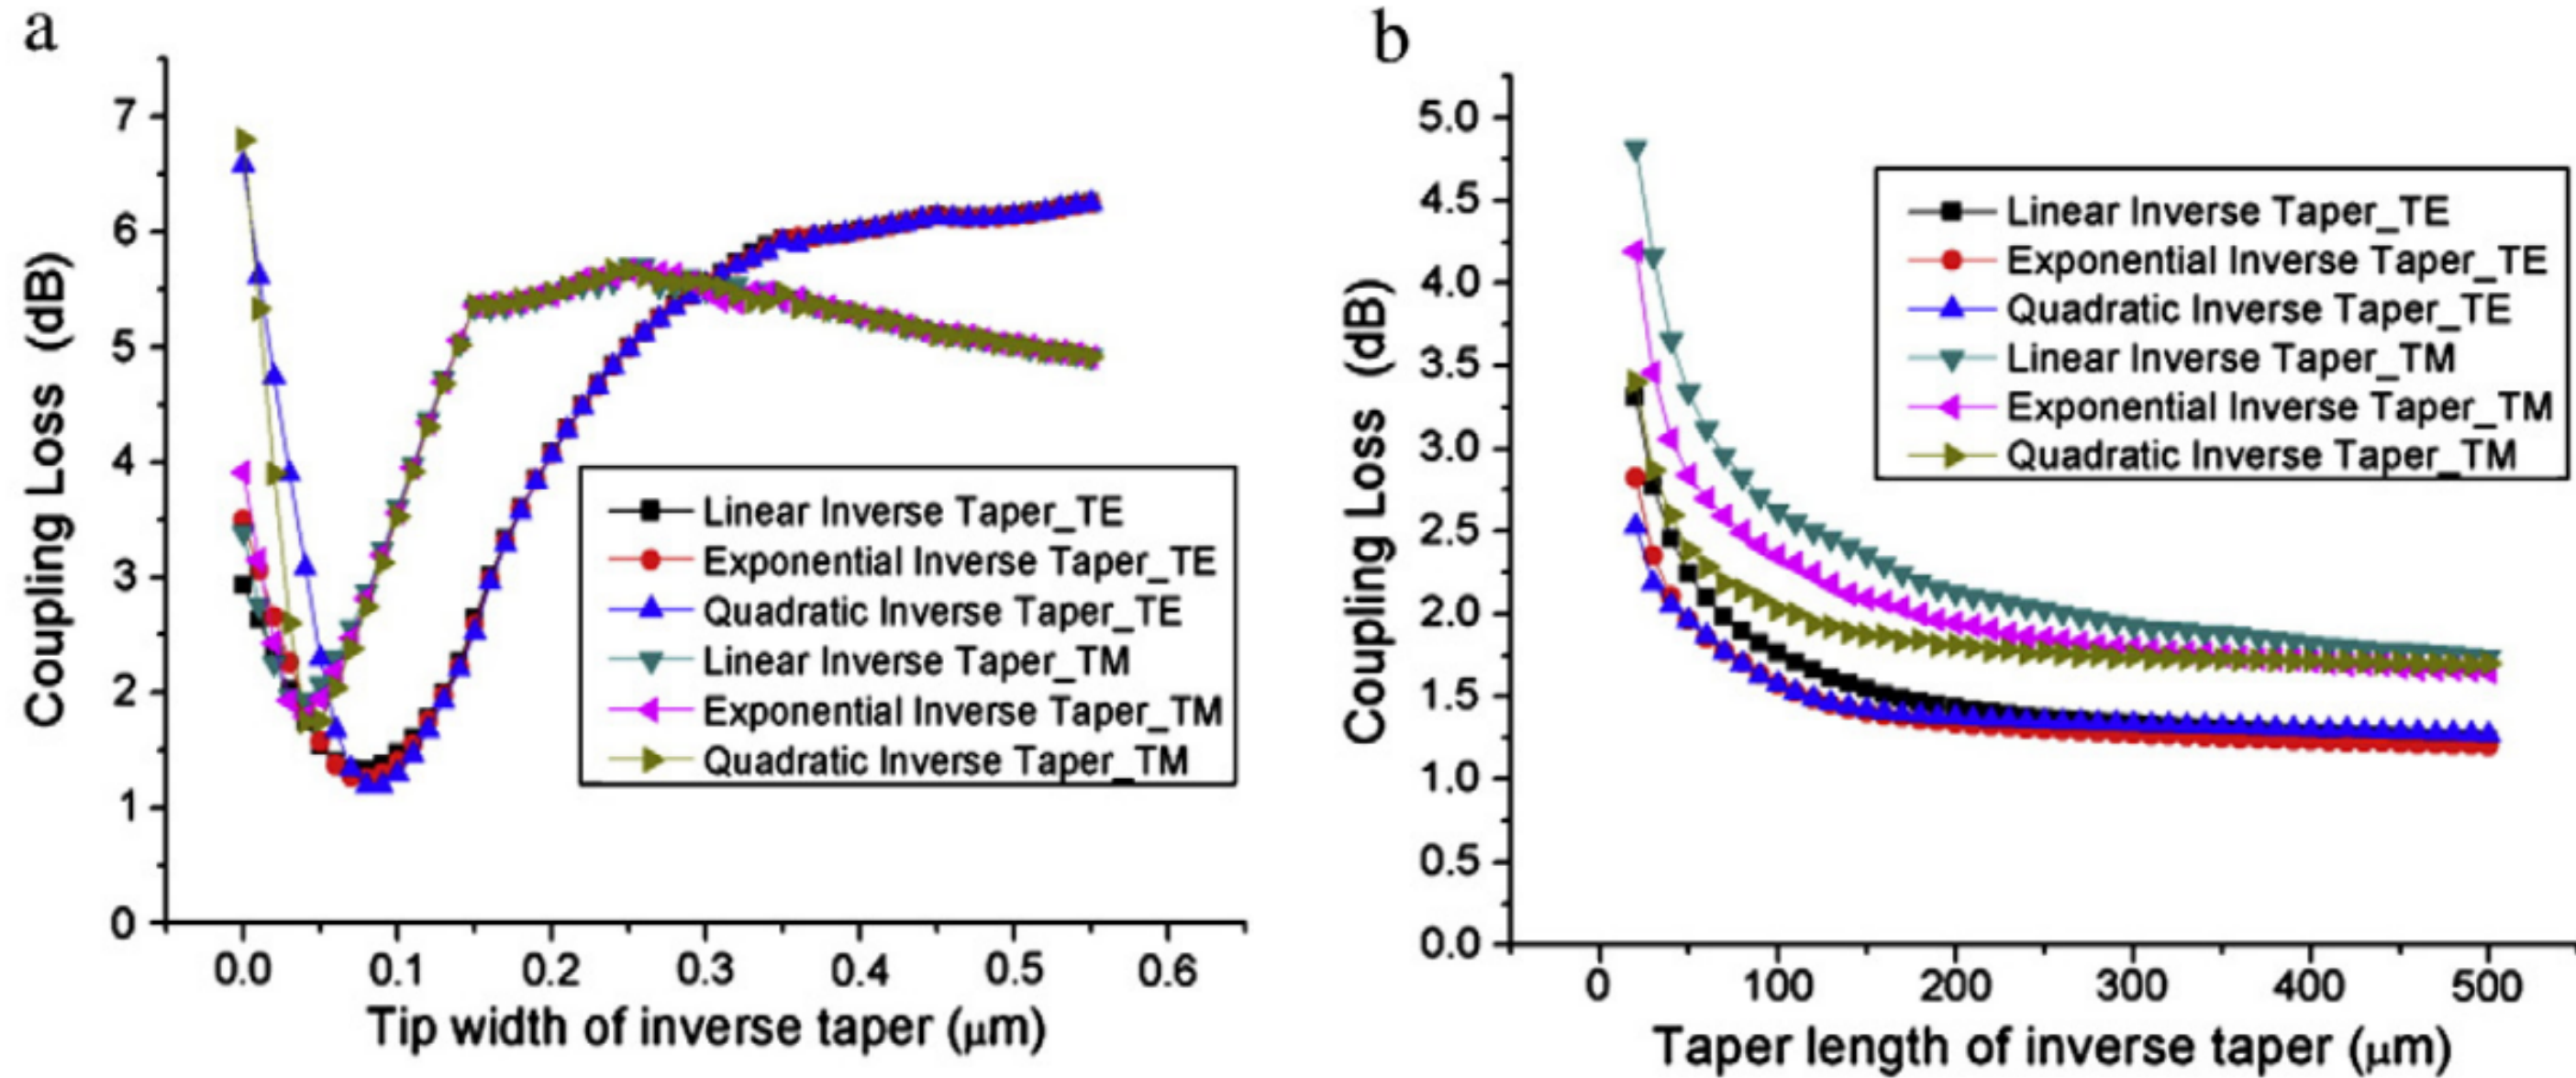 a
7
6
5
4
3
2
1
0
Coupling Loss (dB)
Linear Inverse Taper_TE
Exponential Inverse Taper_TE
Quadratic Inverse Taper_TE
Linear Inverse Taper_TM
Exponential Inverse Taper_TM
Quadratic Inverse Taper_TM
0.0 0.1 0.2 0.3 0.4 0.5 0.6
Tip width of inverse taper (μm)
b
5.0
4.5
4.0
3.5
3.0
2.5
2.0
1.5
1.0
0.5
0.0
Coupling Loss (dB)
Linear Inverse Taper_TE
Exponential Inverse Taper_TE
Quadratic Inverse Taper_TE
Linear Inverse Taper_TM
Exponential Inverse Taper_TM
Quadratic Inverse Taper_TM
0 100 200 300 400 500
Taper length of inverse taper (μm)